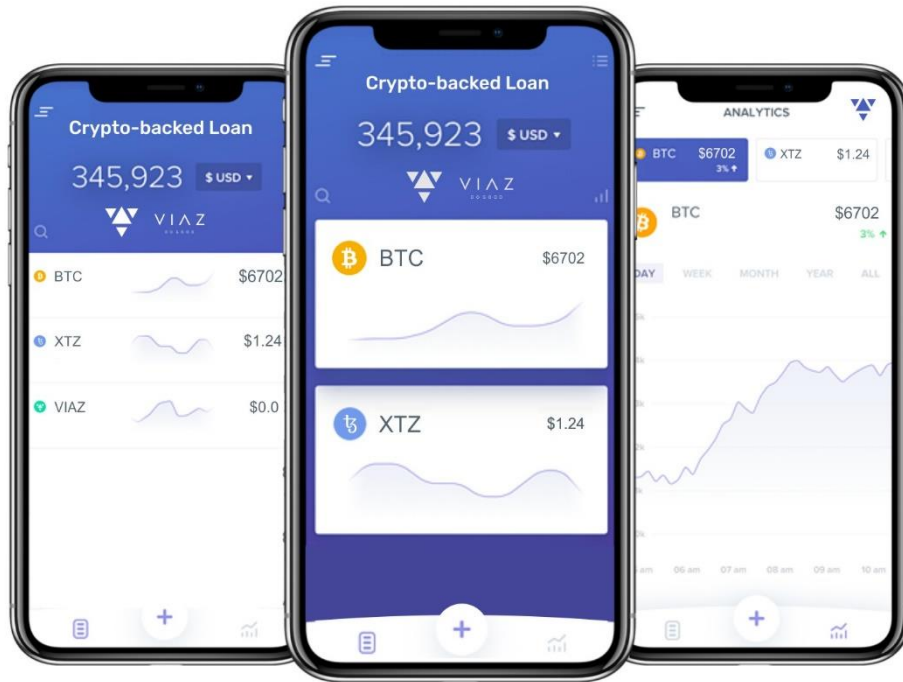 Crypto-backed Loan
345,923 $ USD
VIAZ
BTC $6702
XTZ $1.24
VIAZ $0.0
Crypto-backed Loan
345,923 $ USD
VIAZ
BTC $6702
XTZ $1.24
ANALYTICS
BTC $6702 XTZ $1.24
3%
BTC $6702
3%
DAY WEEK MONTH YEAR ALL
am 06 am 07 am 08 am 09 am 10 am